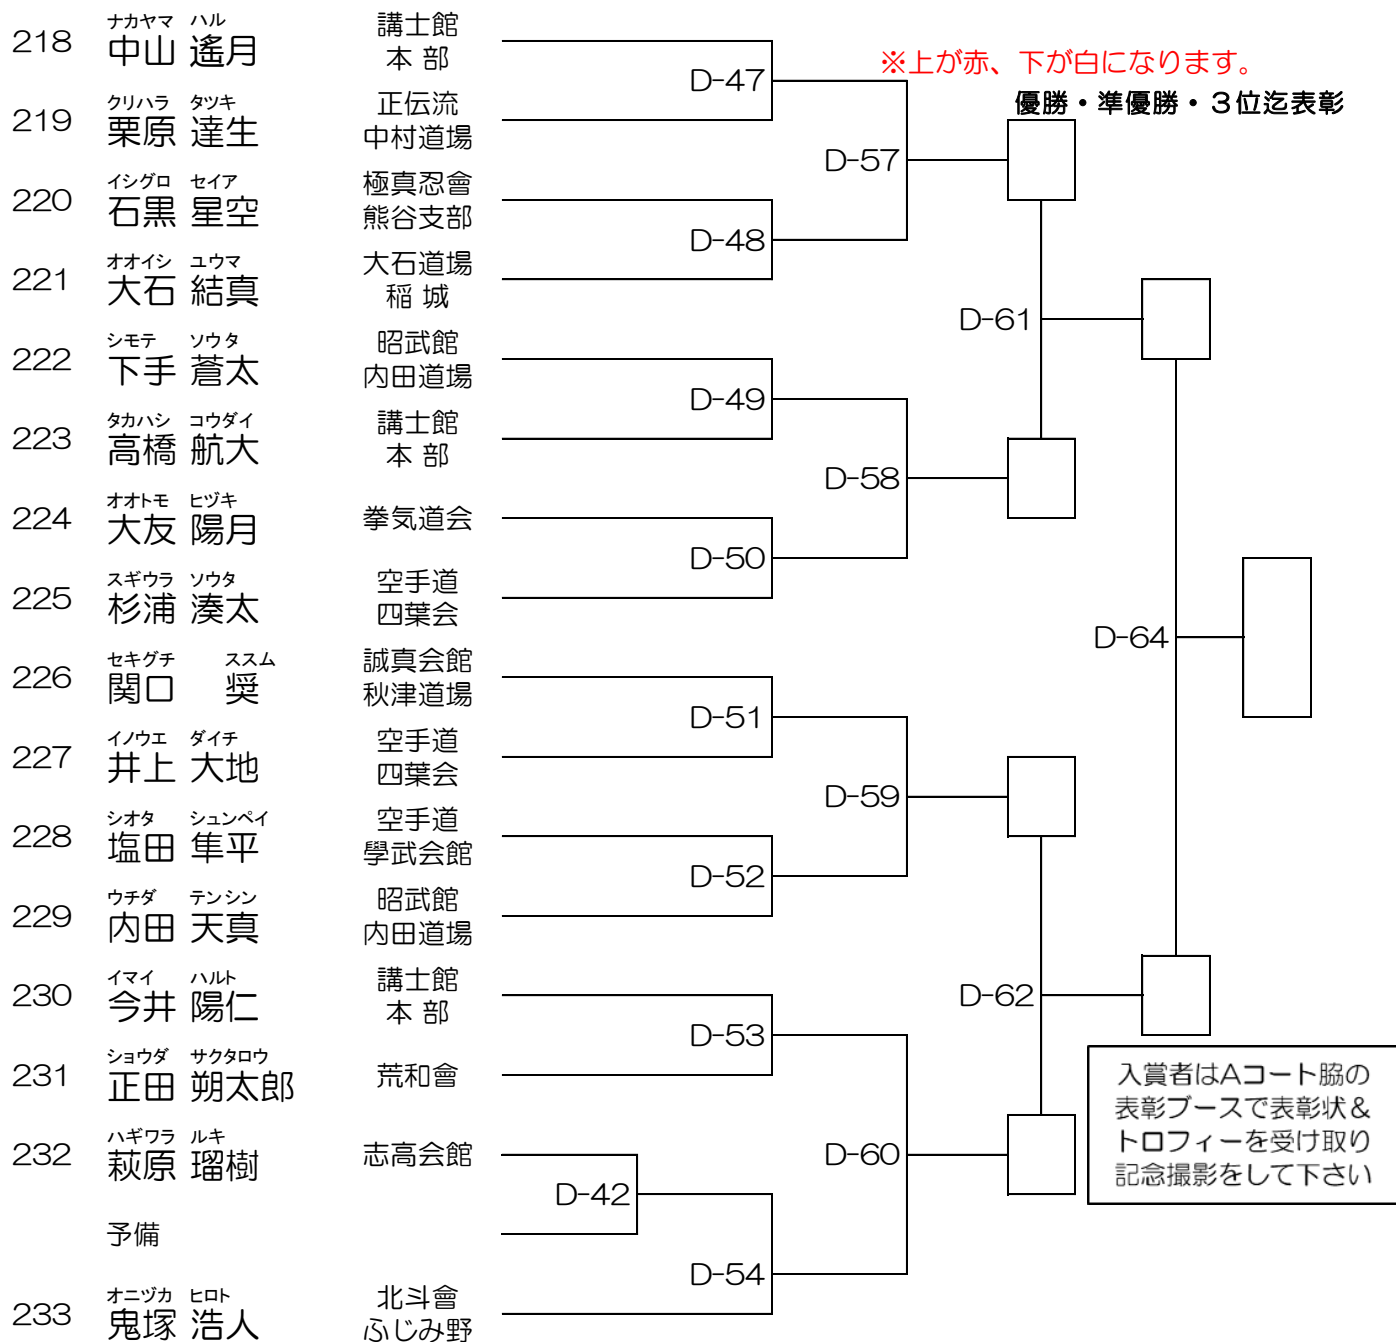 ※上が赤、下が白になります。
優勝・準優勝・３位迄表彰
218 ナカヤマ ハル 中山 遙月 講士館 本 部
219 クリハラ タツキ 栗原 達生 正伝流 中村道場
220 イシグロ セイア 石黒 星空 極真忍會 熊谷支部
221 オオイシ ユウマ 大石 結真 大石道場 稲 城
222 シモテ ソウタ 下手 蒼太 昭武館 内田道場
223 タカハシ コウダイ 高橋 航大 講士館 本 部
224 オオトモ ヒヅキ 大友 陽月 拳気道会
225 スギウラ ソウタ 杉浦 湊太 空手道 四葉会
226 セキグチ ススム 関口 奨 誠真会館 秋津道場
227 イノウエ ダイチ 井上 大地 空手道 四葉会
228 シオタ シュンペイ 塩田 隼平 空手道 學武会館
229 ウチダ テンシン 内田 天真 昭武館 内田道場
230 イマイ ハルト 今井 陽仁 講士館 本 部
231 ショウダ サクタロウ 正田 朔太郎 荒和會
232 ハギワラ ルキ 萩原 瑠樹 志高会館
予備
233 オニヅカ ヒロト 鬼塚 浩人 北斗會 ふじみ野
D-42
D-47
D-48
D-49
D-50
D-51
D-52
D-53
D-54
D-57
D-58
D-59
D-60
D-61
D-62
D-64
入賞者はAコート脇の
表彰ブースで表彰状＆
トロフィーを受け取り
記念撮影をして下さい